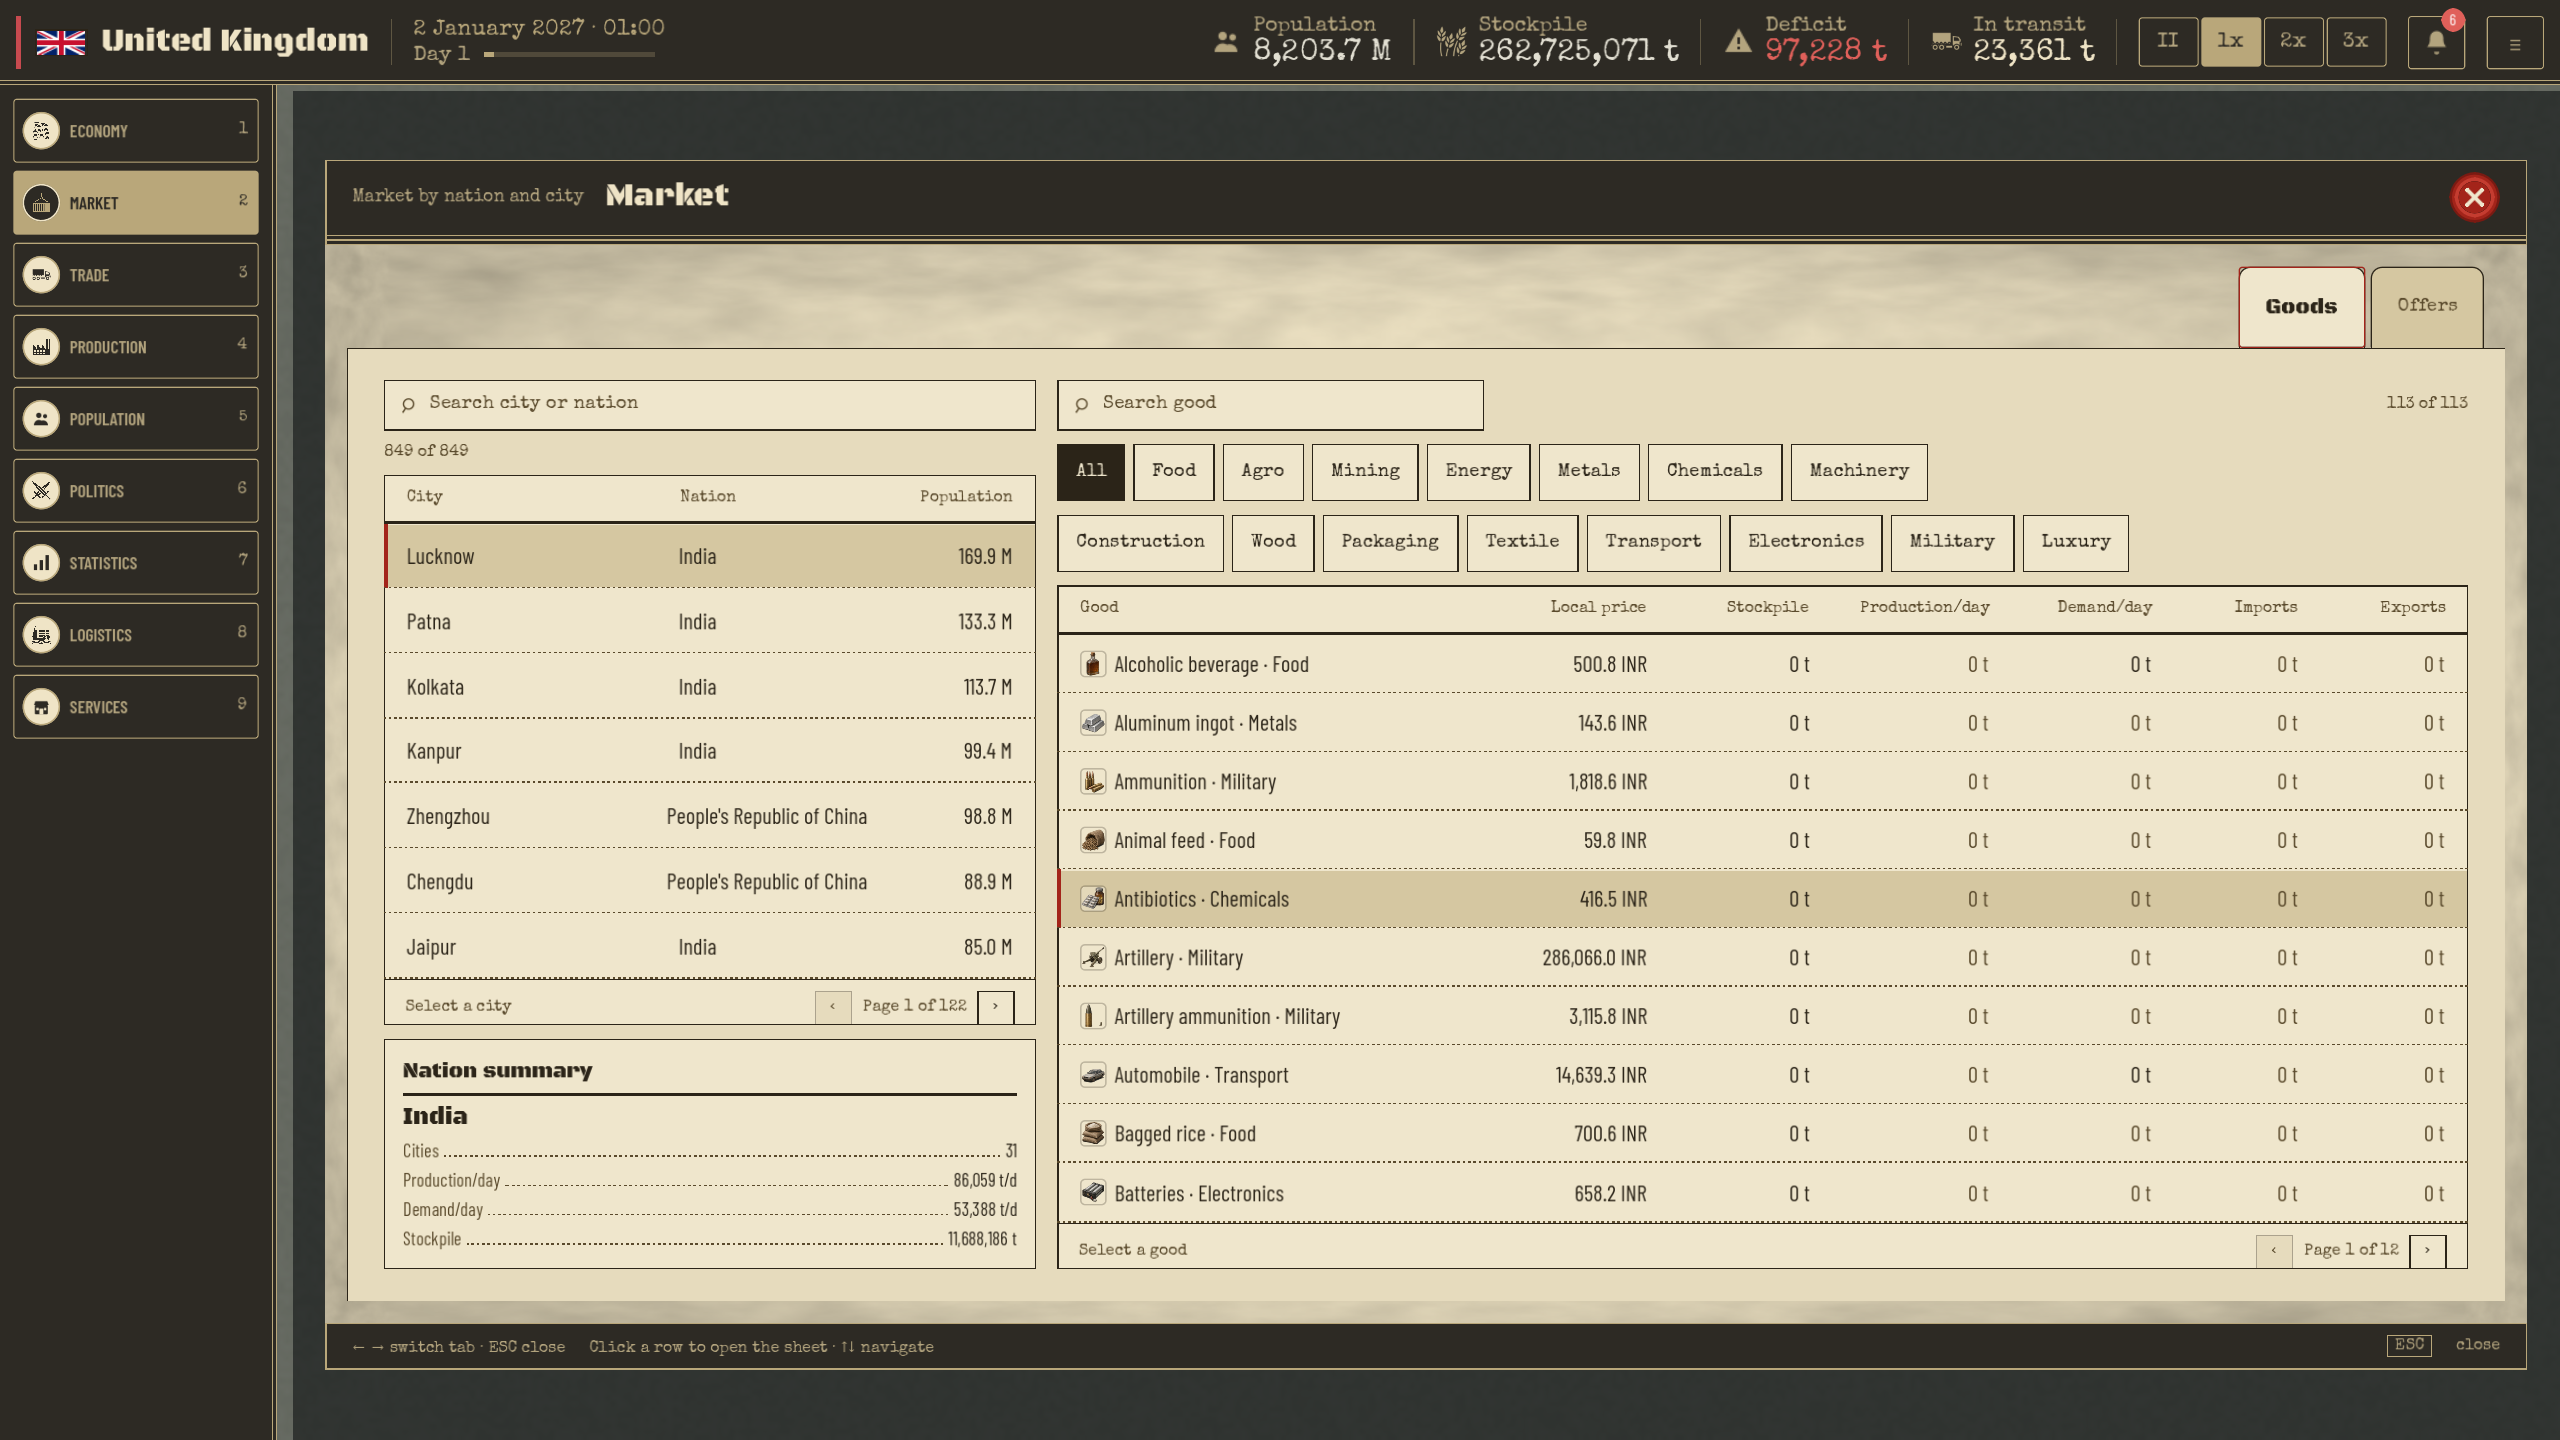 United Kingdom
2 January 2027 · 01:00
Day 1
Population
8,203.7 M
Stockpile
262,725,071 t
Deficit
97,228 t
In transit
23,361 t
II 1x 2x 3x
6
ECONOMY 1
MARKET 2
TRADE 3
PRODUCTION 4
POPULATION 5
POLITICS 6
STATISTICS 7
LOGISTICS 8
SERVICES 9
Market by nation and city Market
Goods Offers
Search city or nation
849 of 849
City Nation Population
Lucknow India 169.9 M
Patna India 133.3 M
Kolkata India 113.7 M
Kanpur India 99.4 M
Zhengzhou People's Republic of China 98.8 M
Chengdu People's Republic of China 88.9 M
Jaipur India 85.0 M
Select a city ‹ Page 1 of 122 ›
Nation summary
India
Cities 31
Production/day 86,059 t/d
Demand/day 53,388 t/d
Stockpile 11,688,186 t
Search good
113 of 113
All Food Agro Mining Energy Metals Chemicals Machinery
Construction Wood Packaging Textile Transport Electronics Military Luxury
Good Local price Stockpile Production/day Demand/day Imports Exports
Alcoholic beverage · Food 500.8 INR 0 t 0 t 0 t 0 t 0 t
Aluminum ingot · Metals 143.6 INR 0 t 0 t 0 t 0 t 0 t
Ammunition · Military 1,818.6 INR 0 t 0 t 0 t 0 t 0 t
Animal feed · Food 59.8 INR 0 t 0 t 0 t 0 t 0 t
Antibiotics · Chemicals 416.5 INR 0 t 0 t 0 t 0 t 0 t
Artillery · Military 286,066.0 INR 0 t 0 t 0 t 0 t 0 t
Artillery ammunition · Military 3,115.8 INR 0 t 0 t 0 t 0 t 0 t
Automobile · Transport 14,639.3 INR 0 t 0 t 0 t 0 t 0 t
Bagged rice · Food 700.6 INR 0 t 0 t 0 t 0 t 0 t
Batteries · Electronics 658.2 INR 0 t 0 t 0 t 0 t 0 t
Select a good ‹ Page 1 of 12 ›
← → switch tab · ESC close Click a row to open the sheet · ↑↓ navigate
ESC close